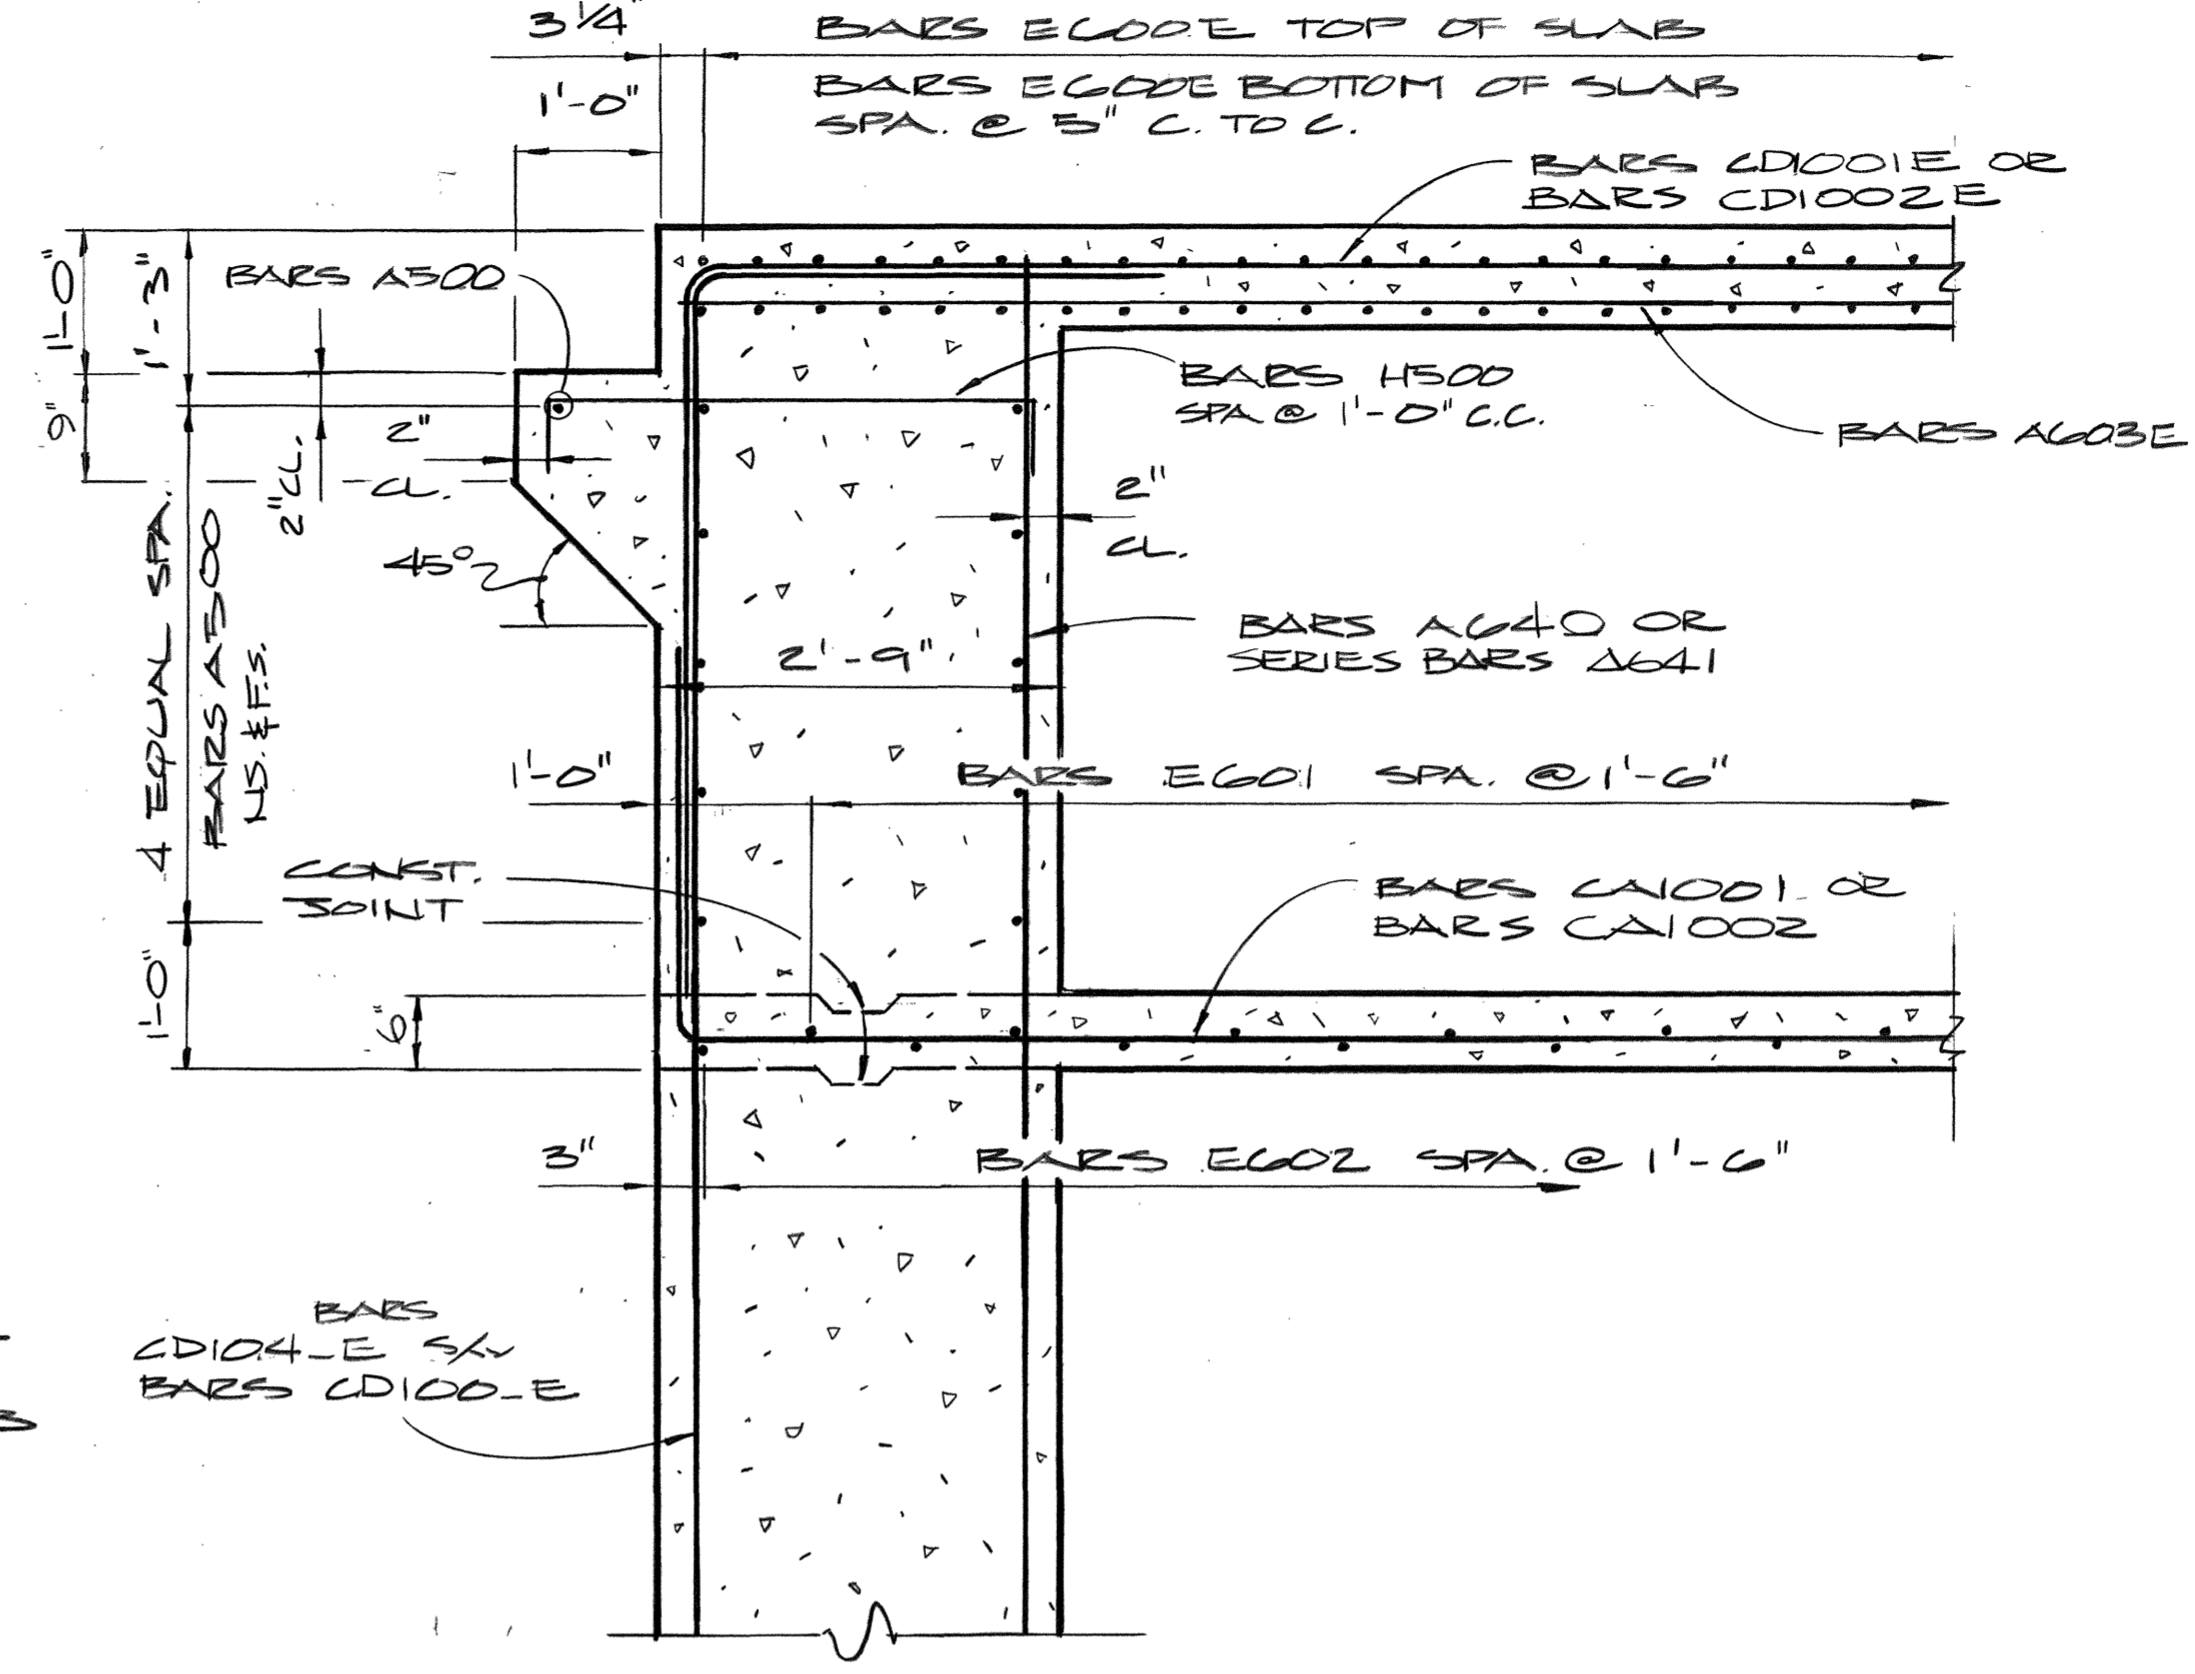 3 1/4"
BARS E600E TOP OF SLAB
BARS E600E BOTTOM OF SLAB
SPA. @ 5" C. TO C.
1'-0"
BARS CD1001E OR
BARS CD1002E
1'-0"
1'-3"
BARS A500
BARS H500
SPA @ 1'-0" C.C.
BARS A603E
9"
2" CL.
2"
CL.
2"
CL.
45°
4 EQUAL SPA.
BARS A500
N.S. & F.S.
BARS A640 OR
SERIES BARS A641
2'-9"
1'-0"
BARS E601 SPA. @ 1'-6"
CONST.
JOINT
BARS CA1001 OR
BARS CA1002
1'-0"
6"
3"
BARS E602 SPA. @ 1'-6"
BARS
CD104_E
BARS CD100_E